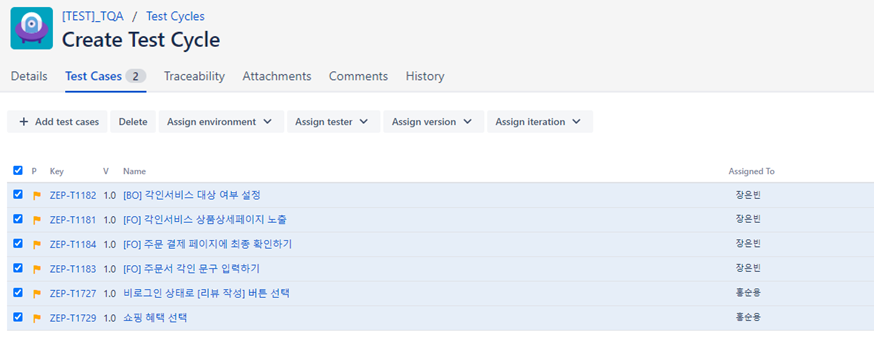 [TEST]_TQA / Test Cycles
Create Test Cycle
Details Test Cases 2 Traceability Attachments Comments History
+ Add test cases Delete Assign environment Assign tester Assign version Assign iteration
P Key V Name Assigned To
ZEP-T1182 1.0 [BO] 각인서비스 대상 여부 설정 장은빈
ZEP-T1181 1.0 [FO] 각인서비스 상품상세페이지 노출 장은빈
ZEP-T1184 1.0 [FO] 주문 결제 페이지에 최종 확인하기 장은빈
ZEP-T1183 1.0 [FO] 주문서 각인 문구 입력하기 장은빈
ZEP-T1727 1.0 비로그인 상태로 [리뷰 작성] 버튼 선택 홍순용
ZEP-T1729 1.0 쇼핑 혜택 선택 홍순용